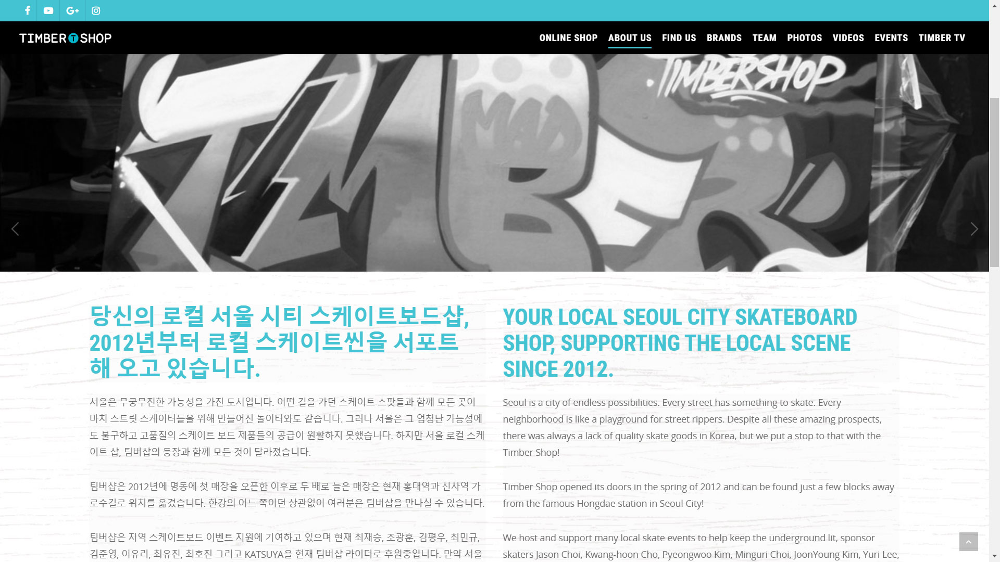 TIMBER T SHOP
ONLINE SHOP ABOUT US FIND US BRANDS TEAM PHOTOS VIDEOS EVENTS TIMBER TV
TIMBERSHOP
TIMBER
MAN
당신의 로컬 서울 시티 스케이트보드샵,
2012년부터 로컬 스케이트씬을 서포트
해 오고 있습니다.
서울은 무궁무진한 가능성을 가진 도시입니다. 어떤 길을 가던 스케이트 스팟들과 함께 모든 곳이
마치 스트릿 스케이터들을 위해 만들어진 놀이터와도 같습니다. 그러나 서울은 그 엄청난 가능성에
도 불구하고 고품질의 스케이트 보드 제품들의 공급이 원활하지 못했습니다. 하지만 서울 로컬 스케
이트 샵, 팀버샵의 등장과 함께 모든 것이 달라졌습니다.
팀버샵은 2012년에 명동에 첫 매장을 오픈한 이후로 두 배로 늘은 매장은 현재 홍대역과 신사역 가
로수길로 위치를 옮겼습니다. 한강의 어느 쪽이던 상관없이 여러분은 팀버샵을 만나실 수 있습니다.
팀버샵은 지역 스케이트보드 이벤트 지원에 기여하고 있으며 현재 최재승, 조광훈, 김평우, 최민규,
김준영, 이유리, 최유진, 최호진 그리고 KATSUYA을 현재 팀버샵 라이더로 후원중입니다. 만약 서울
YOUR LOCAL SEOUL CITY SKATEBOARD
SHOP, SUPPORTING THE LOCAL SCENE
SINCE 2012.
Seoul is a city of endless possibilities. Every street has something to skate. Every
neighborhood is like a playground for street rippers. Despite all these amazing prospects,
there was always a lack of quality skate goods in Korea, but we put a stop to that with the
Timber Shop!
Timber Shop opened its doors in the spring of 2012 and can be found just a few blocks away
from the famous Hongdae station in Seoul City!
We host and support many local skate events to help keep the underground lit, sponsor
skaters Jason Choi, Kwang-hoon Cho, Pyeongwoo Kim, Minguri Choi, JoonYoung Kim, Yuri Lee,